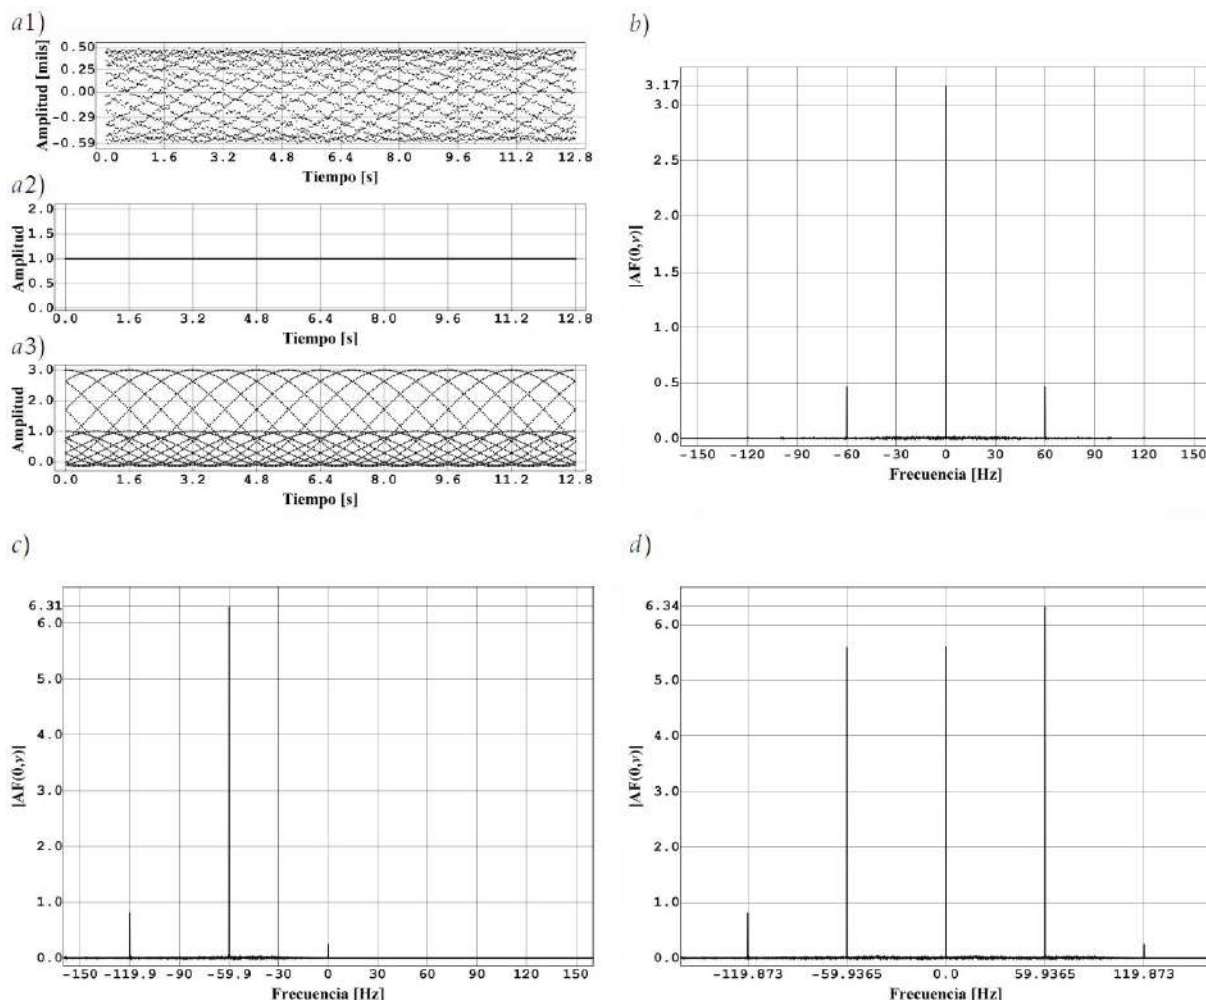 a1)
0.50
0.25
0.00
-0.29
-0.59
Amplitud [mils]
0.0 1.6 3.2 4.8 6.4 8.0 9.6 11.2 12.8
Tiempo [s]
a2)
2.0
1.5
1.0
0.5
0.0
Amplitud
0.0 1.6 3.2 4.8 6.4 8.0 9.6 11.2 12.8
Tiempo [s]
a3)
3.0
2.0
1.0
0.0
Amplitud
0.0 1.6 3.2 4.8 6.4 8.0 9.6 11.2 12.8
Tiempo [s]
b)
3.17
3.0
2.5
2.0
1.5
1.0
0.5
0.0
|AF(0,ν)|
-150 -120 -90 -60 -30 0 30 60 90 120 150
Frecuencia [Hz]
c)
6.31
6.0
5.0
4.0
3.0
2.0
1.0
0.0
|AF(0,ν)|
-150 -119.9 -90 -59.9 -30 0 30 60 90 120 150
Frecuencia [Hz]
d)
6.34
6.0
5.0
4.0
3.0
2.0
1.0
0.0
|AF(0,ν)|
-119.873 -59.9365 0.0 59.9365 119.873
Frecuencia [Hz]